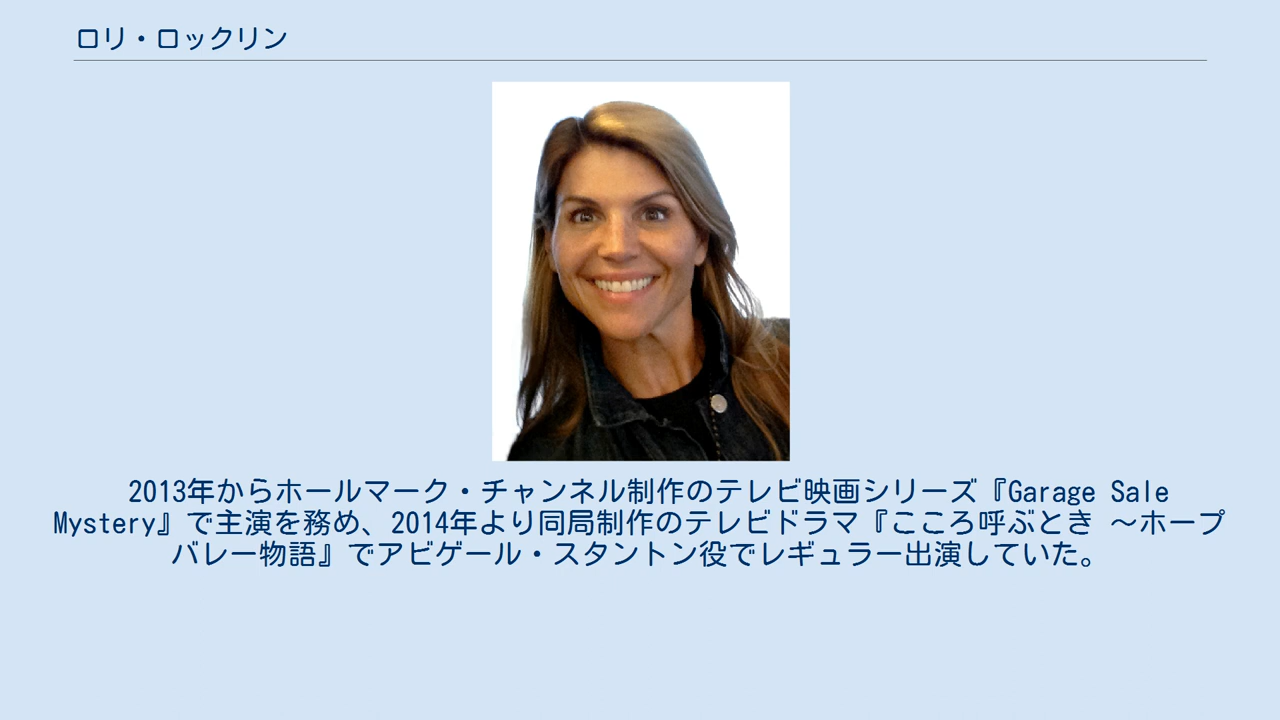 ロリ・ロックリン
2013年からホールマーク・チャンネル制作のテレビ映画シリーズ『Garage Sale
Mystery』で主演を務め、2014年より同局制作のテレビドラマ『こころ呼ぶとき ～ホープ
バレー物語』でアビゲール・スタントン役でレギュラー出演していた。